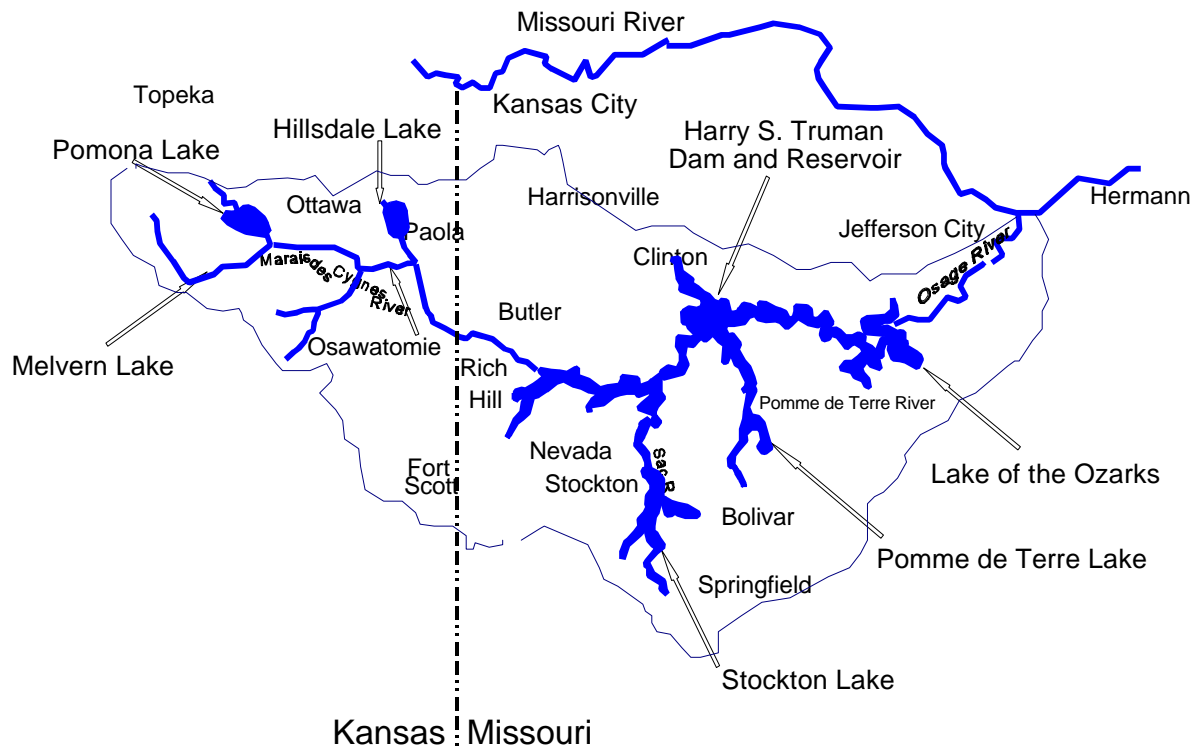 Missouri River
Topeka
Kansas City
Hillsdale Lake
Pomona Lake
Harry S. Truman
Dam and Reservoir
Harrisonville
Hermann
Ottawa
Paola
Jefferson City
Clinton
Marais des Cygnes River
Osage River
Butler
Osawatomie
Melvern Lake
Rich
Hill
Pomme de Terre River
Nevada
Fort
Scott
Stockton
Sac R
Lake of the Ozarks
Bolivar
Pomme de Terre Lake
Springfield
Stockton Lake
Kansas Missouri